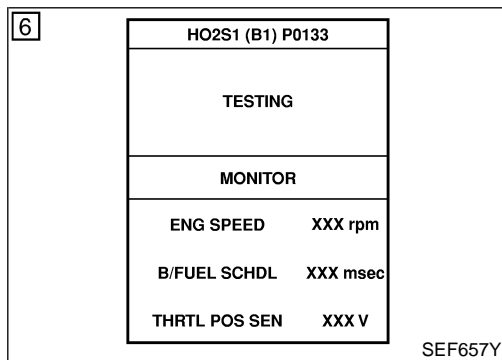 6
HO2S1 (B1) P0133
TESTING
MONITOR
ENG SPEED XXX rpm
B/FUEL SCHDL XXX msec
THRTL POS SEN XXX V
SEF657Y